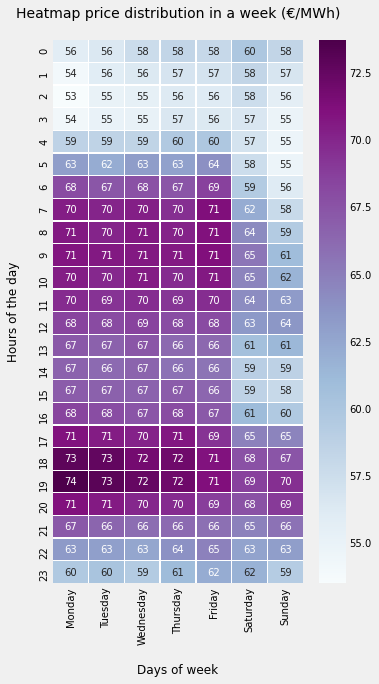 Heatmap price distribution in a week (€/MWh)
0 56 56 58 58 58 60 58
1 54 56 56 57 57 58 57
72.5
2 53 55 55 56 56 58 56
3 54 55 55 57 56 57 55
4 59 59 59 60 60 57 55
70.0
5 63 62 63 63 64 58 55
6 68 67 68 67 69 59 56
7 70 70 70 70 71 62 58
67.5
8 71 70 71 70 71 64 59
9 71 71 71 71 71 65 61
10 70 70 71 70 71 65 62
65.0
11 70 69 70 69 70 64 63
12 68 68 69 68 68 63 64
13 67 67 67 66 66 61 61
Hours of the day
14 67 66 67 66 66 59 59
62.5
15 67 67 67 67 66 59 58
16 68 68 67 68 67 61 60
60.0
17 71 71 70 71 69 65 65
18 73 73 72 72 71 68 67
19 74 73 72 72 71 69 70
57.5
20 71 71 70 70 69 68 69
21 67 66 66 66 66 65 66
22 63 63 63 64 65 63 63
55.0
23 60 60 59 61 62 62 59
Monday
Tuesday
Wednesday
Thursday
Friday
Saturday
Sunday
Days of week